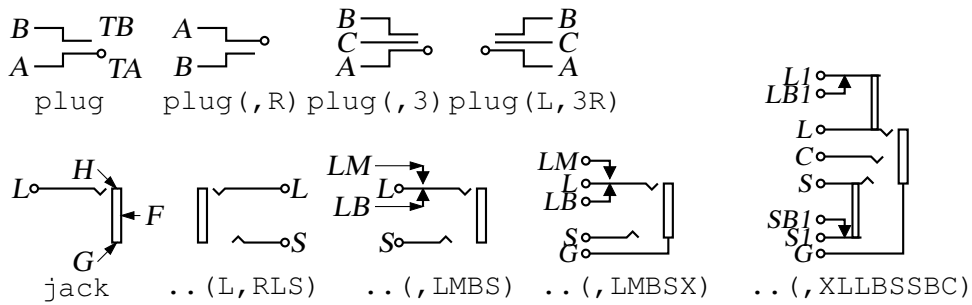 B TB
A TA
plug
A
B
plug(,R)
B
C
A
plug(,3)
B
C
A
plug(L,3R)
L H
F
G
jack
L
S
..(L,RLS)
LM
L
LB
S
..(,LMBS)
LM
L
LB
S
G
..(,LMBSX)
L1
LB1
L
C
S
SB1
S1
G
..(,XLLBSSBC)